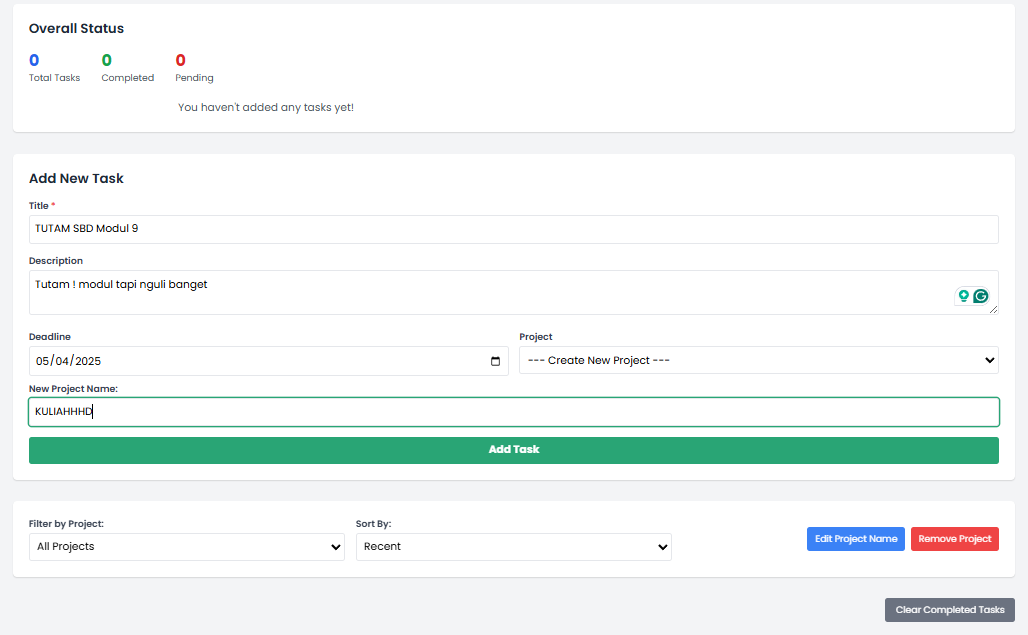 Overall Status
0 0 0
Total Tasks Completed Pending
You haven't added any tasks yet!
Add New Task
Title *
TUTAM SBD Modul 9
Description
Tutam ! modul tapi nguli banget
Deadline Project
05/04/2025 --- Create New Project ---
New Project Name:
KULIAHHHD
Add Task
Filter by Project: Sort By:
All Projects Recent Edit Project Name Remove Project
Clear Completed Tasks